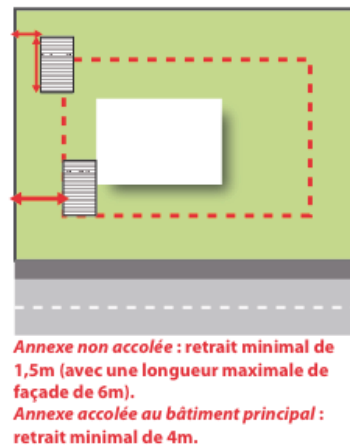 Annexe non accolée : retrait minimal de
1,5m (avec une longueur maximale de
façade de 6m).
Annexe accolée au bâtiment principal :
retrait minimal de 4m.